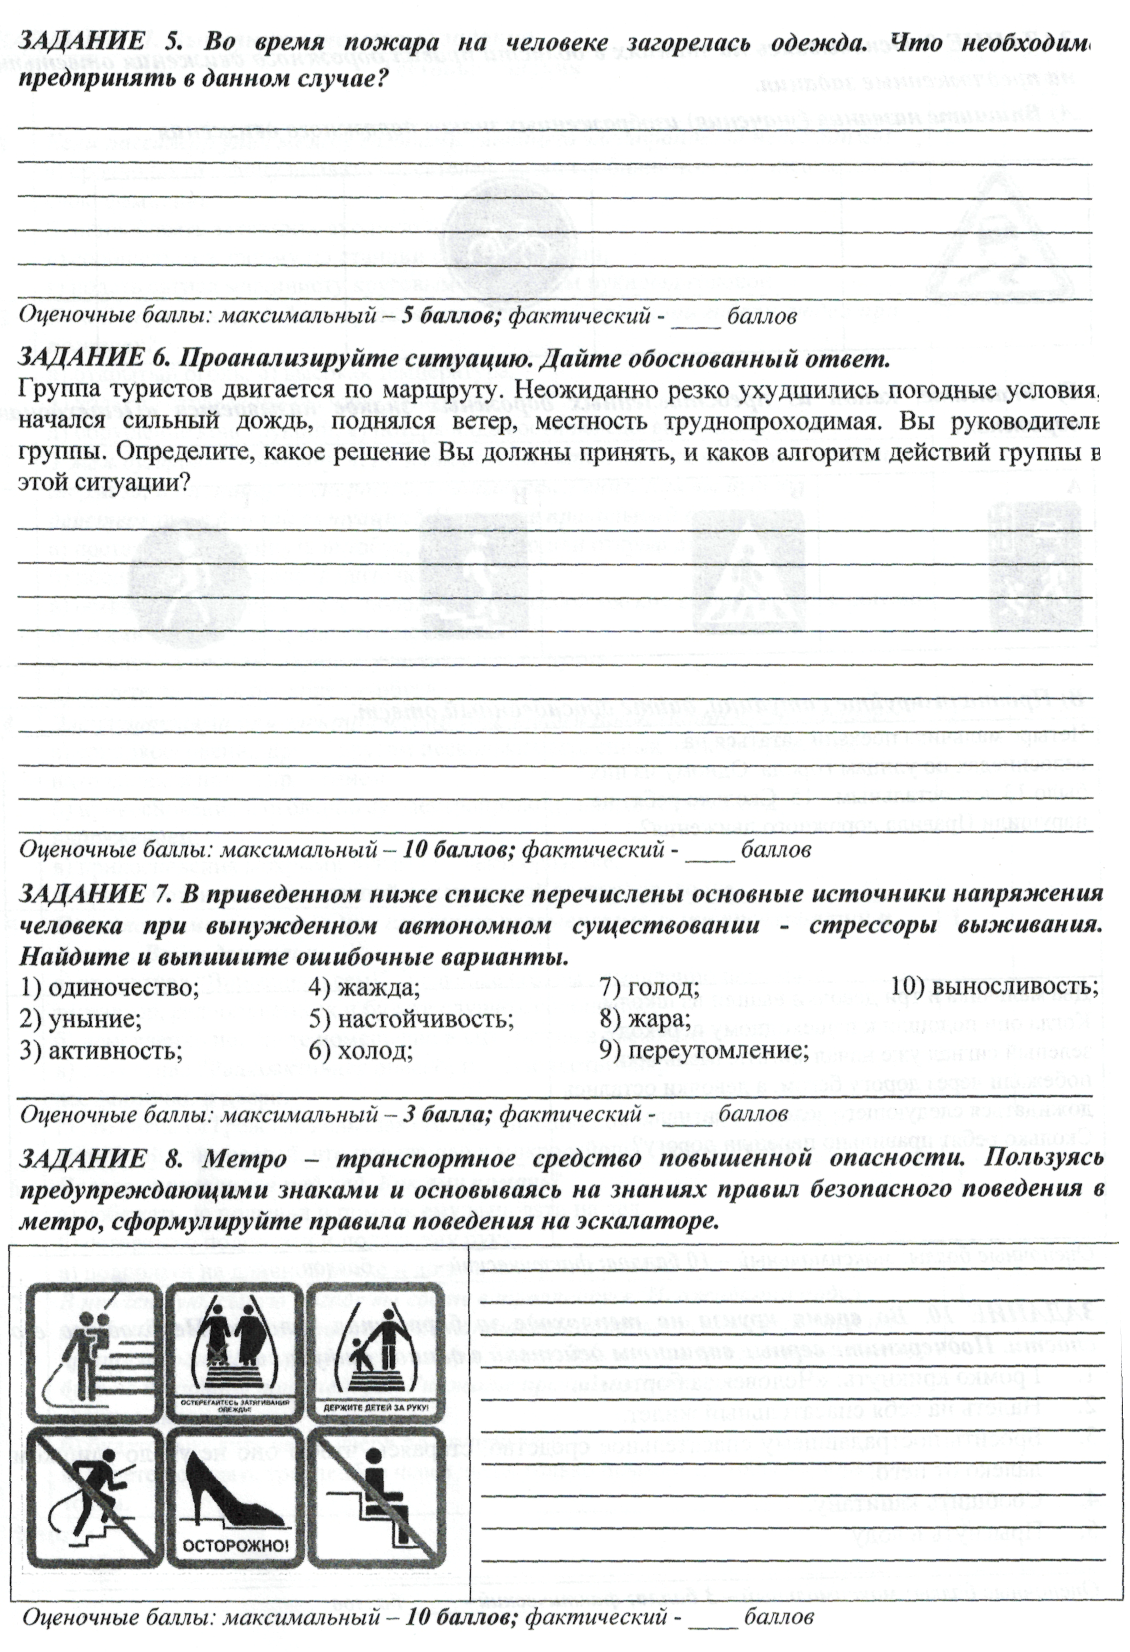 ЗАДАНИЕ 5. Во время пожара на человеке загорелась одежда. Что необходим
предпринять в данном случае?
Оценочные баллы: максимальный – 5 баллов; фактический - ____ баллов
ЗАДАНИЕ 6. Проанализируйте ситуацию. Дайте обоснованный ответ.
Группа туристов двигается по маршруту. Неожиданно резко ухудшились погодные условия,
начался сильный дождь, поднялся ветер, местность труднопроходимая. Вы руководитель
группы. Определите, какое решение Вы должны принять, и каков алгоритм действий группы в
этой ситуации?
Оценочные баллы: максимальный – 10 баллов; фактический - ____ баллов
ЗАДАНИЕ 7. В приведенном ниже списке перечислены основные источники напряжения
человека при вынужденном автономном существовании - стрессоры выживания.
Найдите и выпишите ошибочные варианты.
1) одиночество; 4) жажда; 7) голод; 10) выносливость;
2) уныние; 5) настойчивость; 8) жара;
3) активность; 6) холод; 9) переутомление;
Оценочные баллы: максимальный – 3 балла; фактический - ____ баллов
ЗАДАНИЕ 8. Метро – транспортное средство повышенной опасности. Пользуясь
предупреждающими знаками и основываясь на знаниях правил безопасного поведения в
метро, сформулируйте правила поведения на эскалаторе.
ОСТЕРЕГАЙТЕСЬ ЗАТЯГИВАНИЯ
ОДЕЖДЫ!
ДЕРЖИТЕ ДЕТЕЙ ЗА РУКУ!
ОСТОРОЖНО!
Оценочные баллы: максимальный – 10 баллов; фактический - ____ баллов